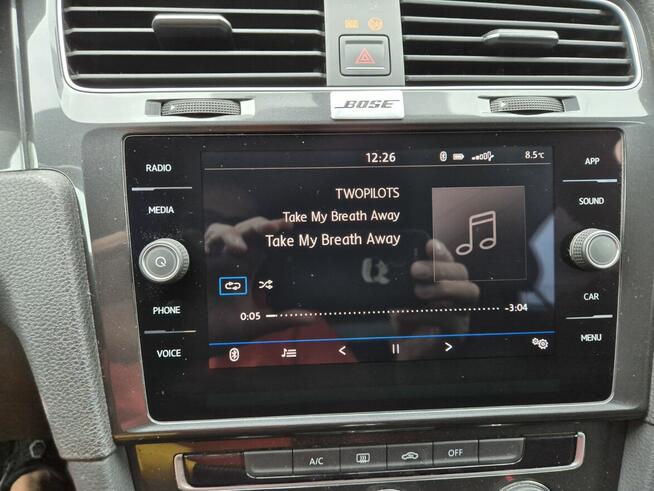 BOSE
12:26
8.5°C
RADIO
MEDIA
PHONE
VOICE
TWOPILOTS
Take My Breath Away
Take My Breath Away
0:05
-3:04
APP
SOUND
CAR
MENU
A/C
OFF